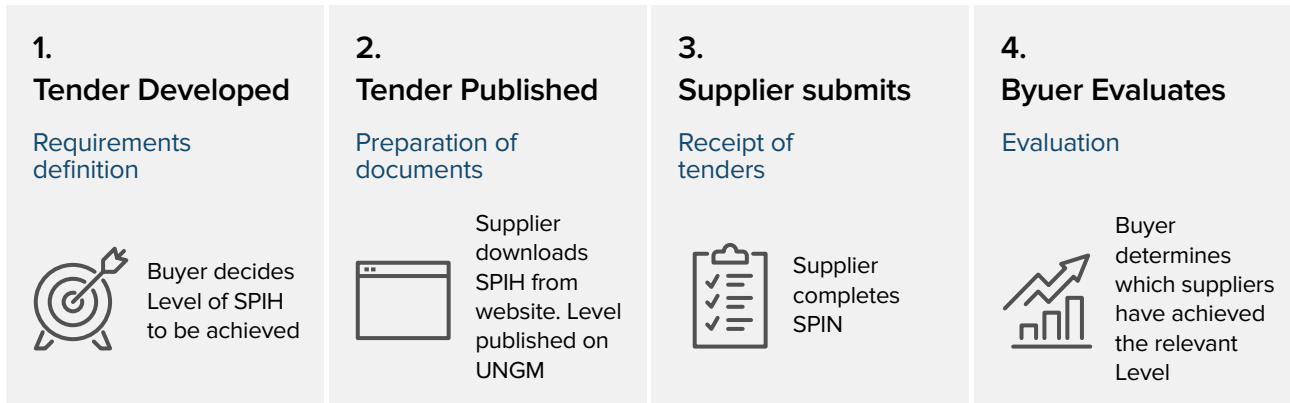 1.
Tender Developed
Requirements
definition
Buyer decides
Level of SPIH
to be achieved
2.
Tender Published
Preparation of
documents
Supplier
downloads
SPIH from
website. Level
published on
UNGM
3.
Supplier submits
Receipt of
tenders
Supplier
completes
SPIN
4.
Byuer Evaluates
Evaluation
Buyer
determines
which suppliers
have achieved
the relevant
Level